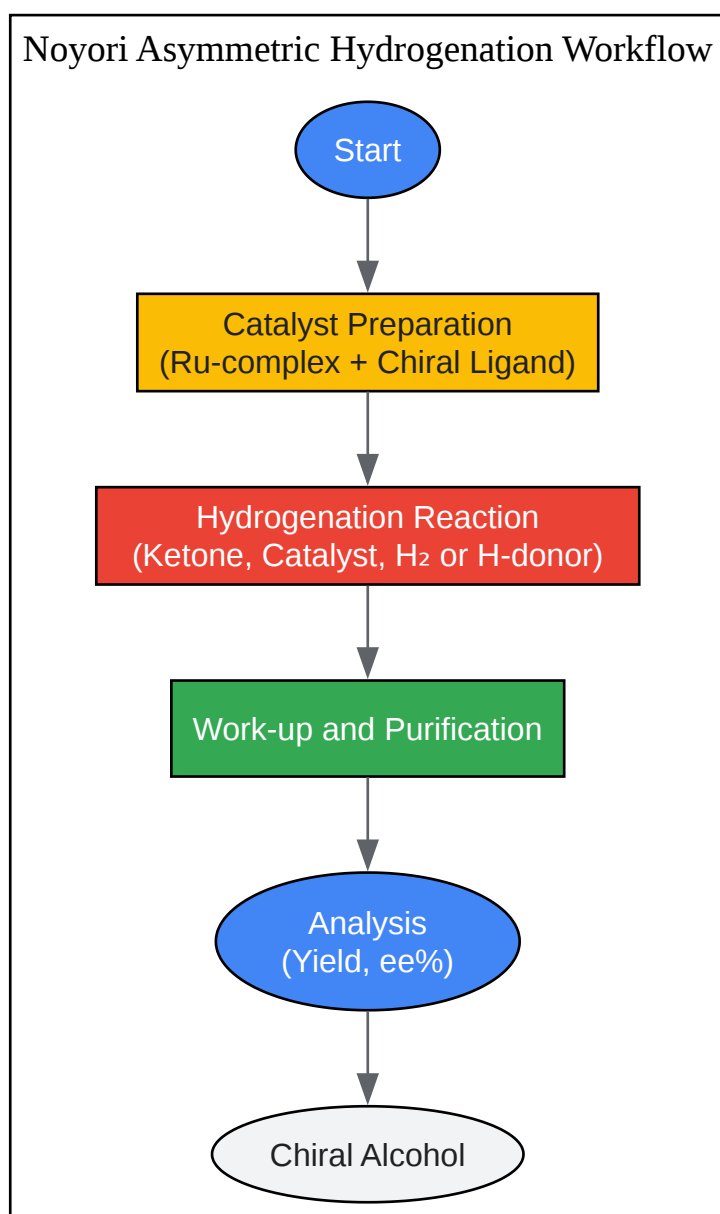 Noyori Asymmetric Hydrogenation Workflow
Start
Catalyst Preparation
(Ru-complex + Chiral Ligand)
Hydrogenation Reaction
(Ketone, Catalyst, H₂ or H-donor)
Work-up and Purification
Analysis
(Yield, ee%)
Chiral Alcohol